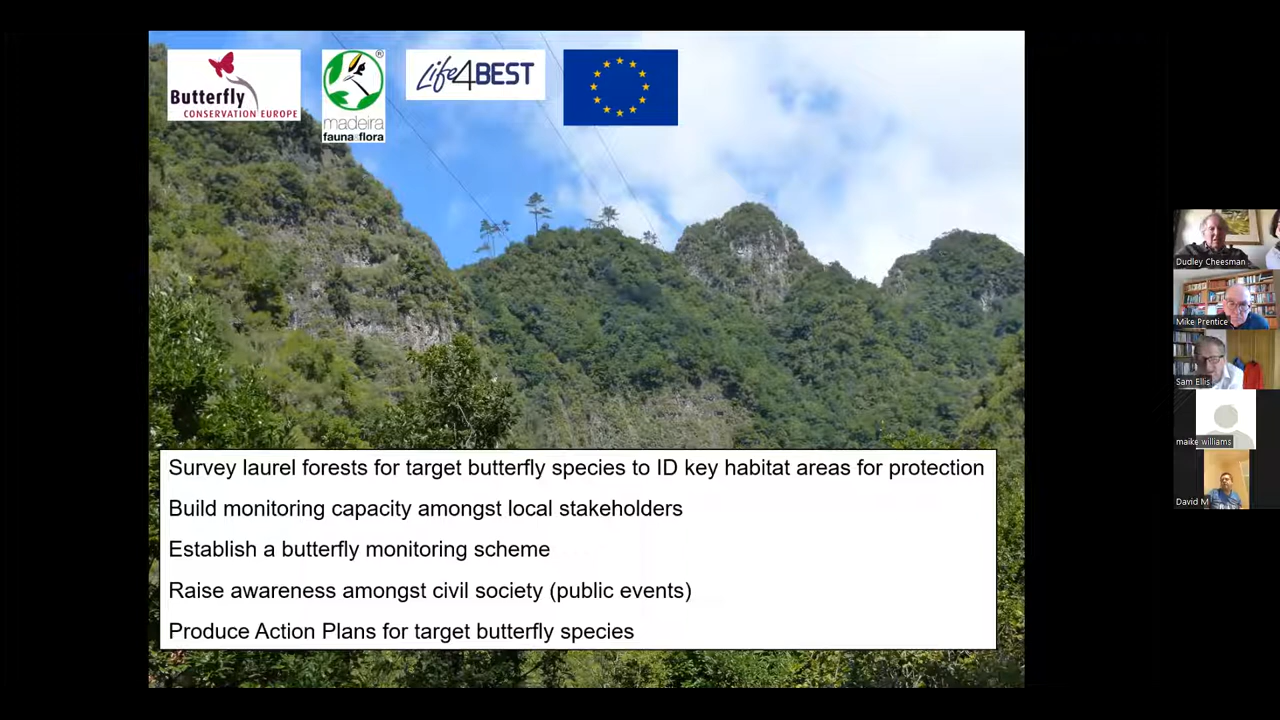 Butterfly
CONSERVATION EUROPE
®
madeira
fauna&flora
Life4BEST
Survey laurel forests for target butterfly species to ID key habitat areas for protection
Build monitoring capacity amongst local stakeholders
Establish a butterfly monitoring scheme
Raise awareness amongst civil society (public events)
Produce Action Plans for target butterfly species
Dudley Cheesman
Mike Prentice
Sam Ellis
maike williams
David M